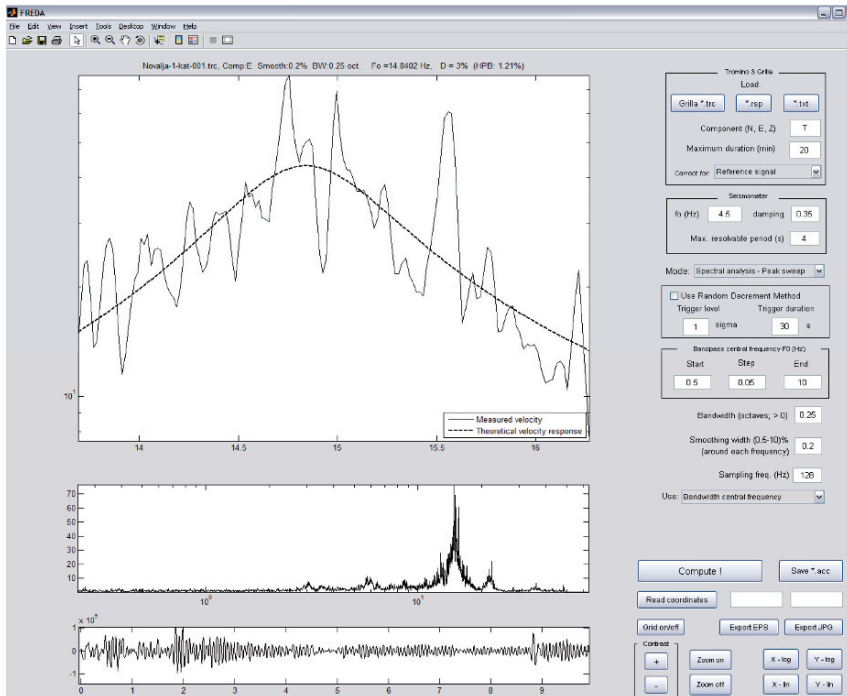 FREDA
File Edit View Insert Tools Desktop Window Help
Novalja-1-kat-001.trc, Comp:E Smooth:0.2% BW:0.25 oct. Fo=14.8402 Hz, D = 3% (HPB: 1.21%)
10¹
14 14.5 15 15.5 16
Measured velocity
Theoretical velocity response
70
60
50
40
30
20
10
10⁰ 10¹
x 10⁻⁵
1
0
-1
0 1 2 3 4 5 6 7 8 9
Tromino & Grilla
Load:
Grilla *.trc *.rsp *.txt
Component (N, E, Z) T
Maximum duration (min) 20
Correct for: Reference signal
Seismometer
fo (Hz) 4.5 damping 0.35
Max. resolvable period (s) 4
Mode: Spectral analysis - Peak sweep
Use Random Decrement Method
Trigger level Trigger duration
1 sigma 30 s
Bandpass central frequency F0 (Hz)
Start Step End
0.5 0.05 10
Bandwidth (octaves; > 0) 0.25
Smoothing width (0.5-10)%
(around each frequency) 0.2
Sampling freq. (Hz) 128
Use: Bandwidth central frequency
Compute ! Save *.acc
Read coordinates
Grid on/off Export EPS Export JPG
Contrast
+ Zoom on X - log Y - log
- Zoom off X - lin Y - lin